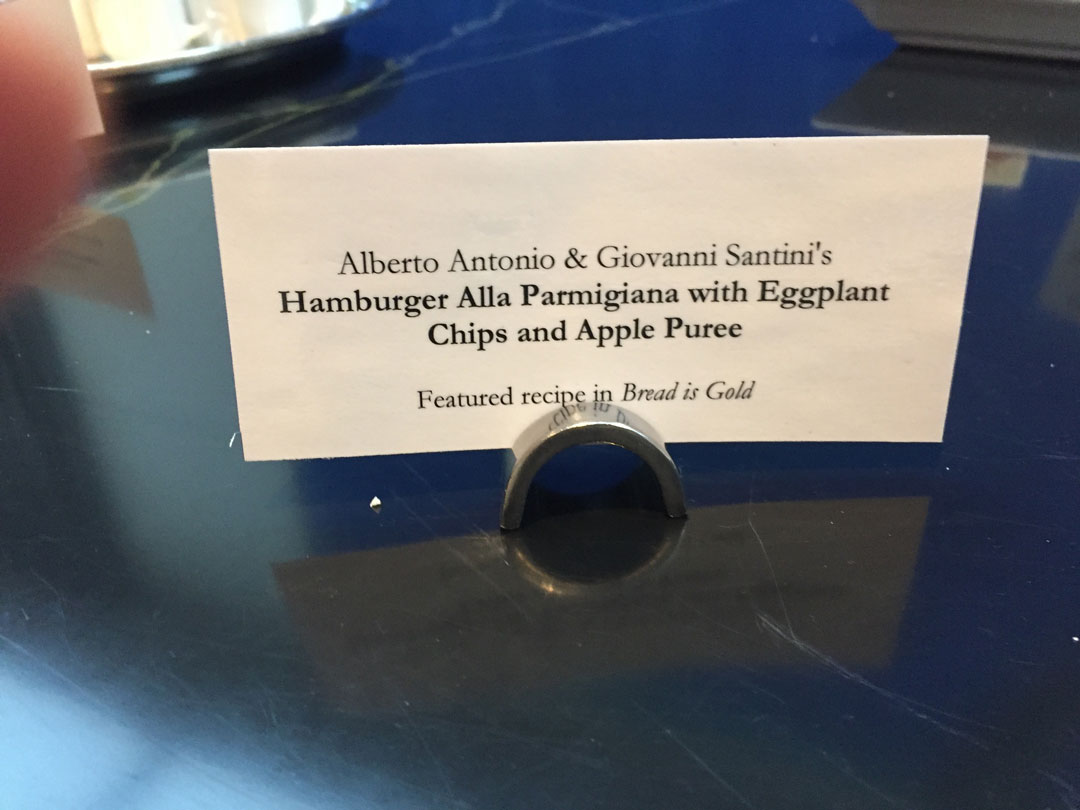 Alberto Antonio & Giovanni Santini's
Hamburger Alla Parmigiana with Eggplant
Chips and Apple Puree
Featured recipe in Bread is Gold